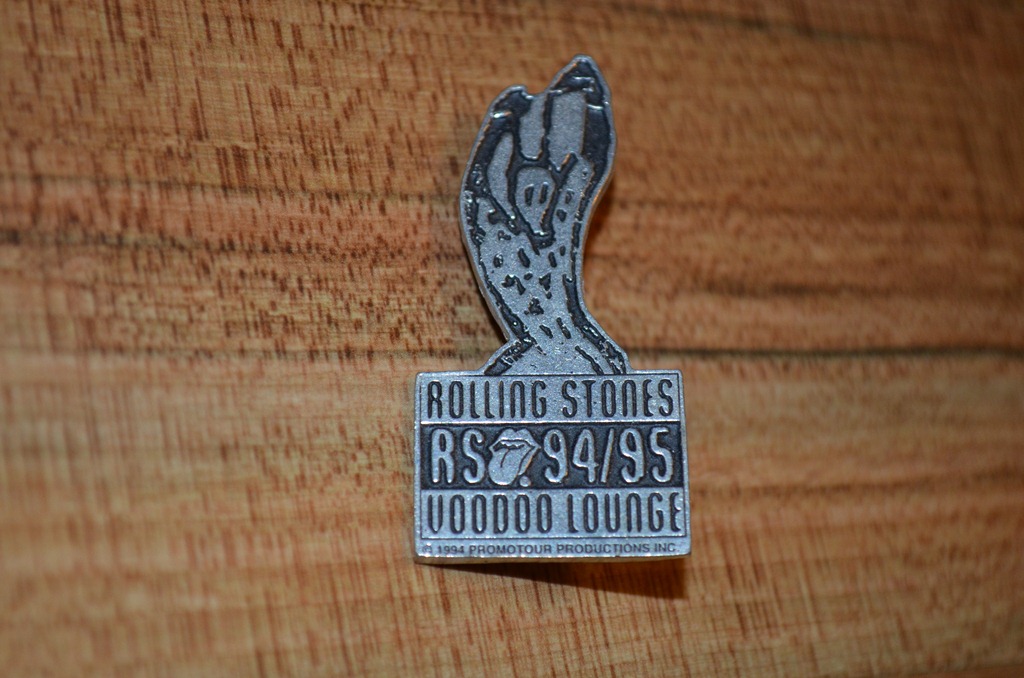 ROLLING STONES
RS 94/95
VOODOO LOUNGE
© 1994 PROMOTOUR PRODUCTIONS INC.